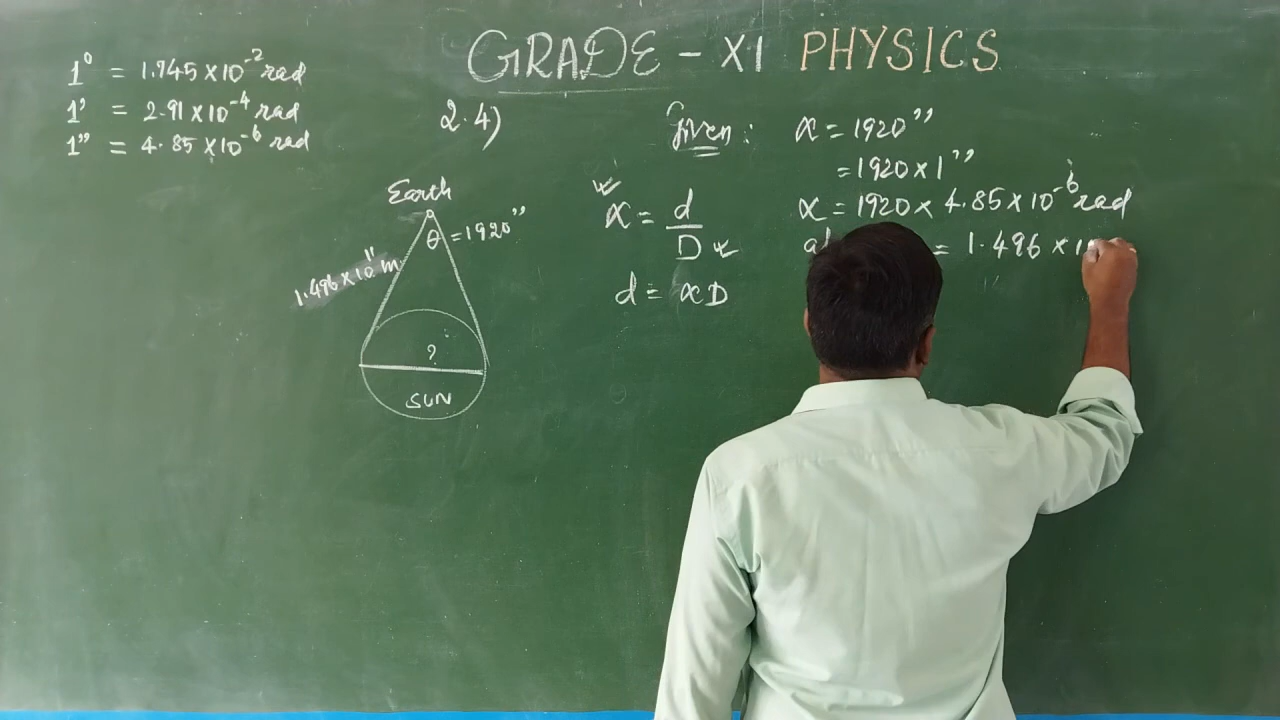 GRADE - XI PHYSICS
1° = 1.745 × 10⁻² rad
1' = 2.91 × 10⁻⁴ rad
1" = 4.85 × 10⁻⁶ rad
2.4)
Earth
θ = 1920"
1.496 × 10¹¹ m
?
SUN
α = d/D
d = αD
Given: α = 1920"
= 1920 × 1"
α = 1920 × 4.85 × 10⁻⁶ rad
= 1.496 ×